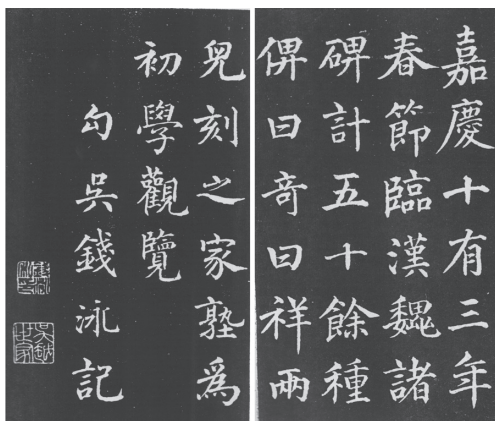 嘉慶十有三年
春節臨漢魏諸
碑計五十餘種
俾曰奇曰祥兩
兒刻之家塾爲
初學觀覽
句吳錢泳記